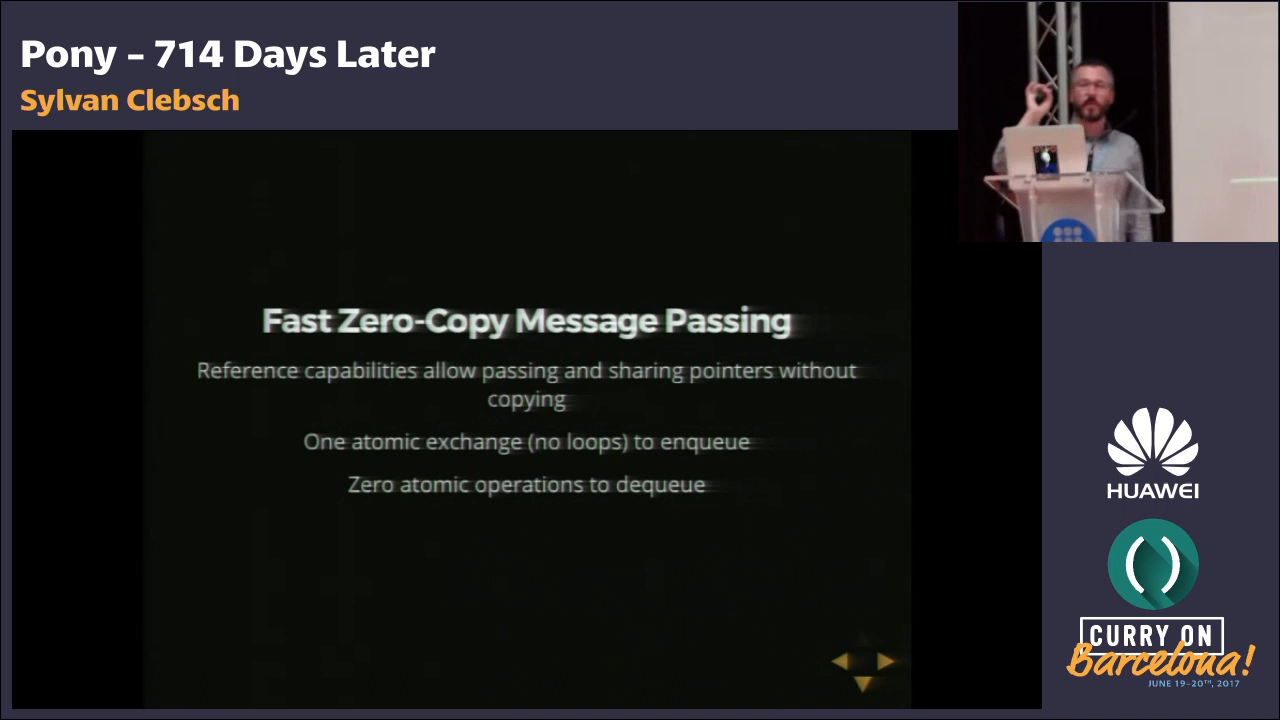 Pony – 714 Days Later
Sylvan Clebsch
Fast Zero-Copy Message Passing
Reference capabilities allow passing and sharing pointers without
copying
One atomic exchange (no loops) to enqueue
Zero atomic operations to dequeue
HUAWEI
CURRY ON
Barcelona!
JUNE 19-20TH, 2017